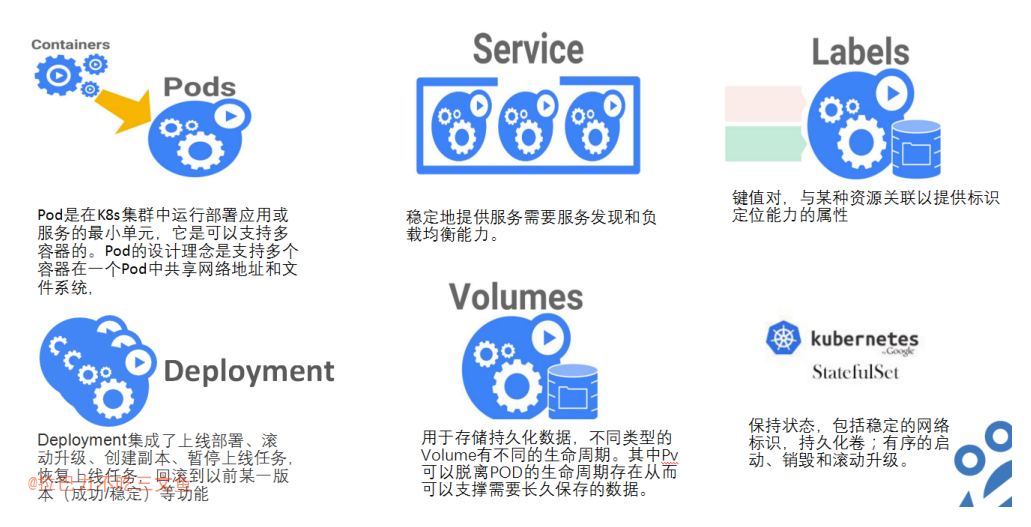 Containers
Pods
Pod是在K8s集群中运行部署应用或
服务的最小单元，它是可以支持多
容器的。Pod的设计理念是支持多个
容器在一个Pod中共享网络地址和文
件系统，
Service
稳定地提供服务需要服务发现和负
载均衡能力。
Labels
键值对，与某种资源关联以提供标识
定位能力的属性
Deployment
Deployment集成了上线部署、滚
动升级、创建副本、暂停上线任务，
恢复上线任务，回滚到以前某一版
本（成功/稳定）等功能
Volumes
用于存储持久化数据，不同类型的
Volume有不同的生命周期。其中Pv
可以脱离POD的生命周期存在从而
可以支撑需要长久保存的数据。
kubernetes
by Google
StatefulSet
保持状态，包括稳定的网络
标识，持久化卷；有序的启
动、销毁和滚动升级。